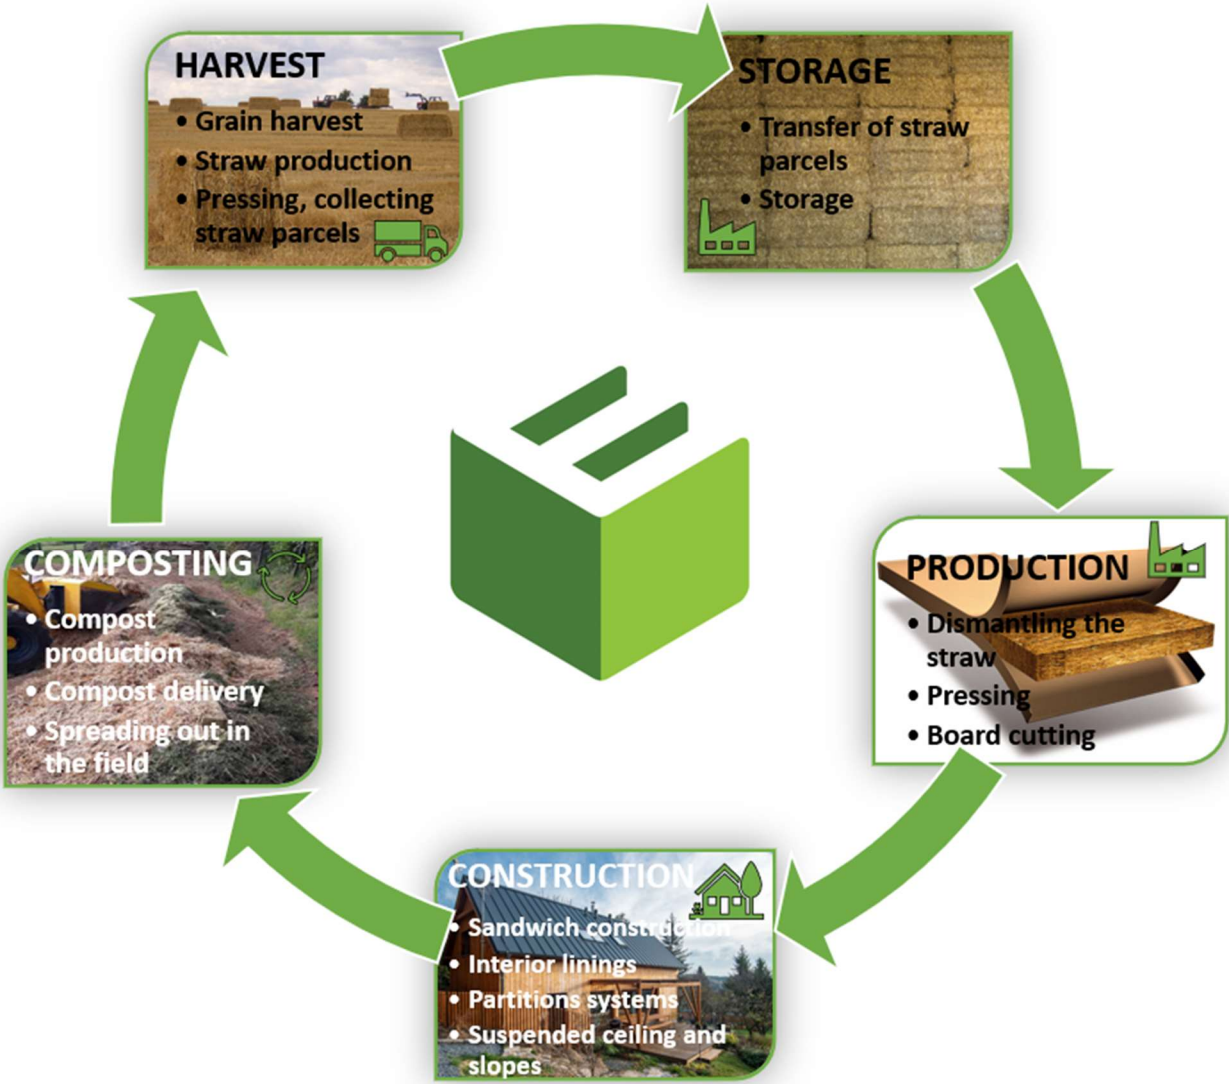 HARVEST
• Grain harvest
• Straw production
• Pressing, collecting
straw parcels
STORAGE
• Transfer of straw
parcels
• Storage
PRODUCTION
• Dismantling the
straw
• Pressing
• Board cutting
CONSTRUCTION
• Sandwich construction
• Interior linings
• Partitions systems
• Suspended ceiling and
slopes
COMPOSTING
• Compost
production
• Compost delivery
• Spreading out in
the field